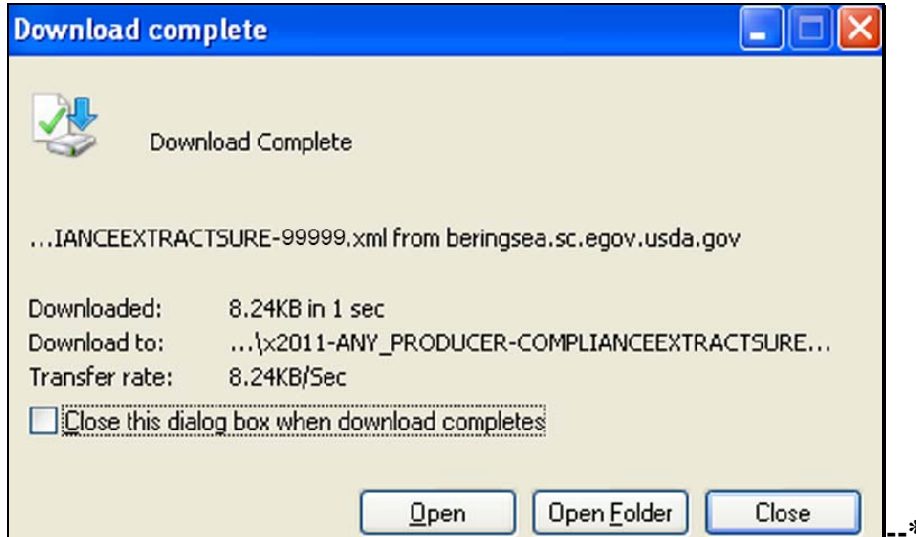 Download complete
Download Complete
...IANCEEXTRACTSURE-99999.xml from beringsea.sc.egov.usda.gov
Downloaded: 8.24KB in 1 sec
Download to: ...\x2011-ANY_PRODUCER-COMPLIANCEEXTRACTSURE...
Transfer rate: 8.24KB/Sec
Close this dialog box when download completes
Open Open Folder Close
--*